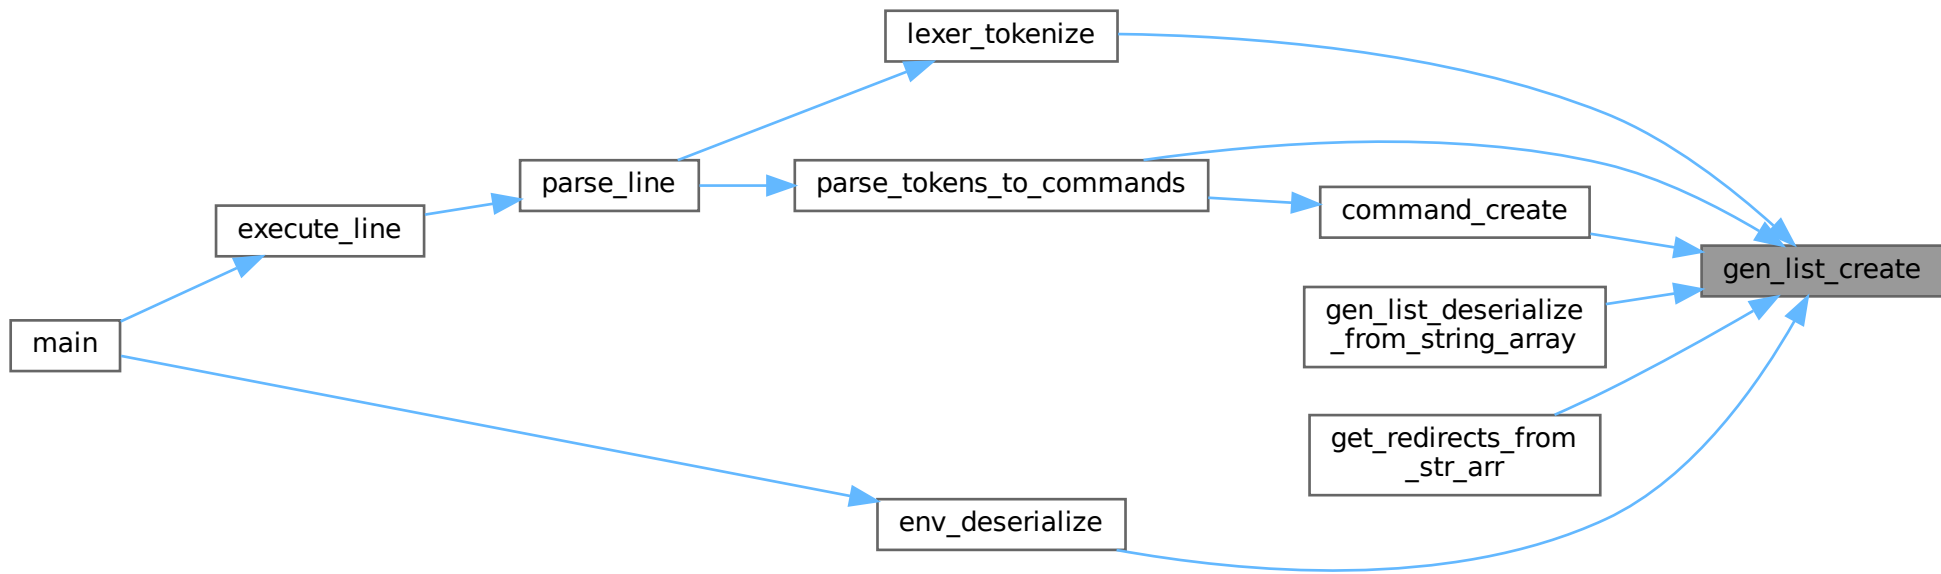 lexer_tokenize
parse_line
parse_tokens_to_commands
command_create
execute_line
gen_list_create
gen_list_deserialize
_from_string_array
main
get_redirects_from
_str_arr
env_deserialize